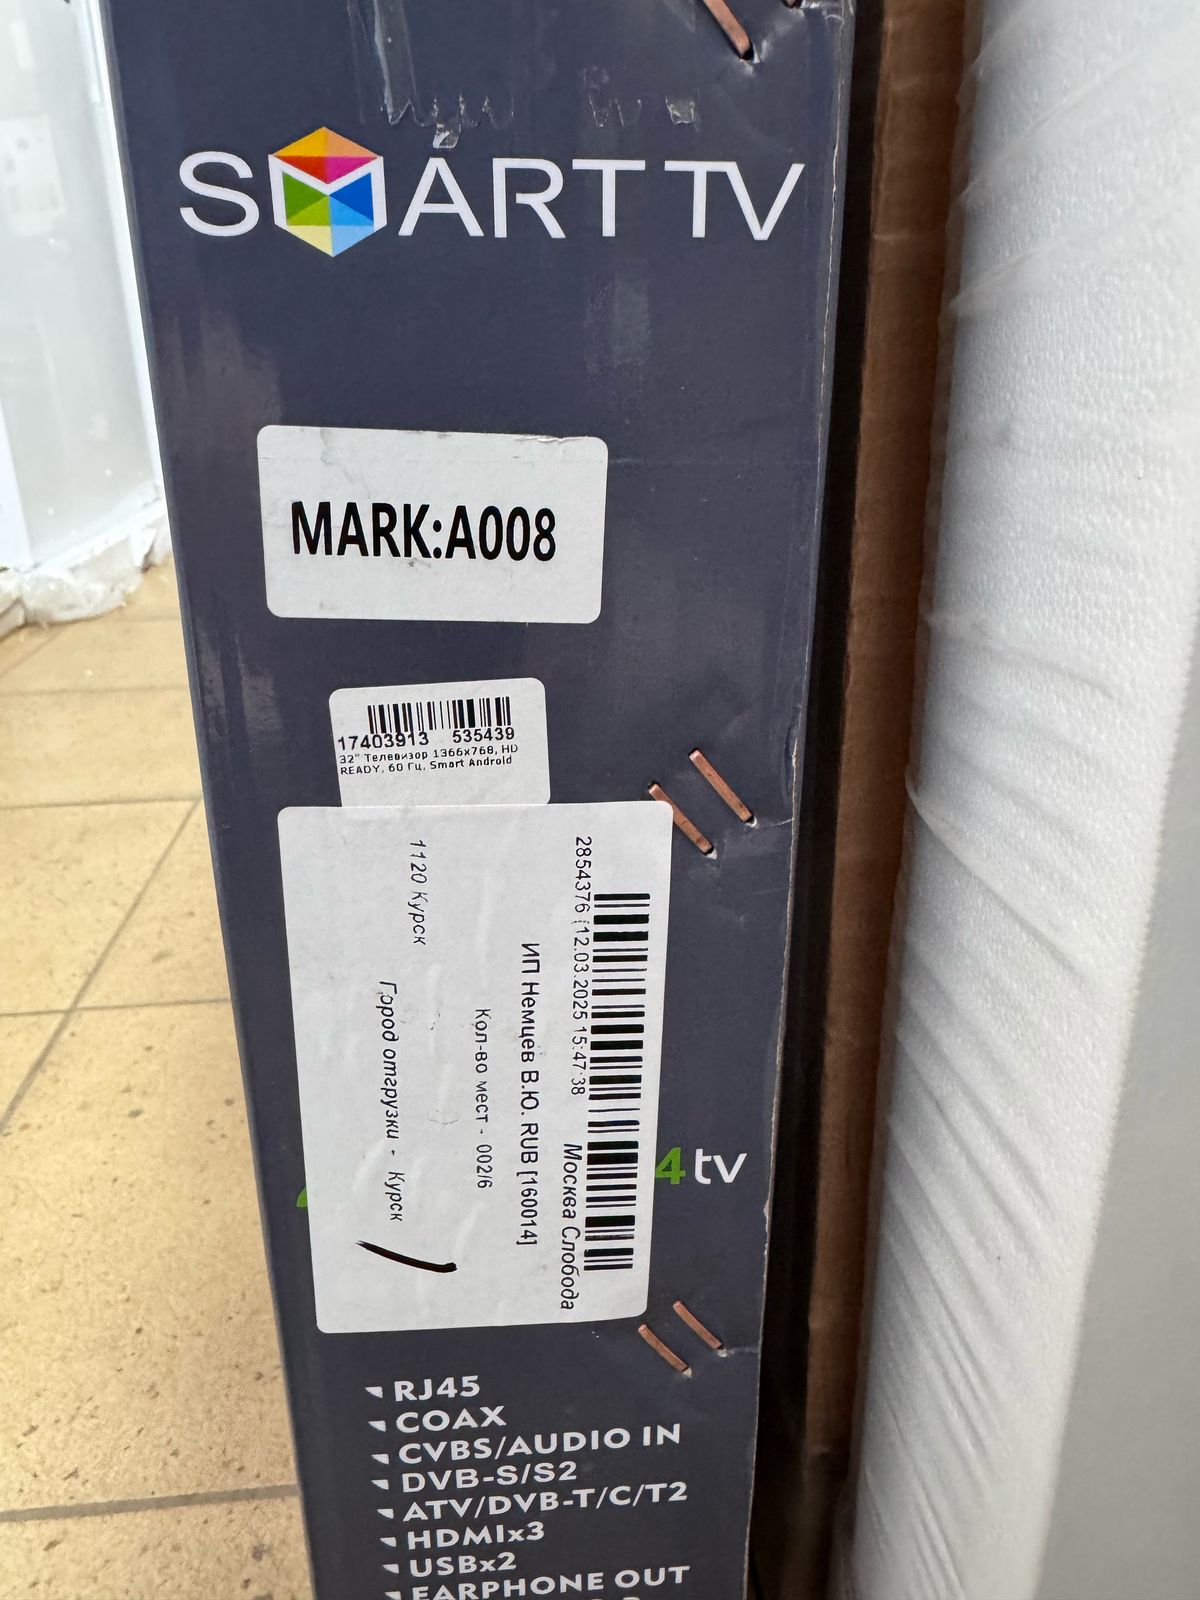 SMART TV
MARK:A008
17403913 535439
32" Телевизор 1366x768, HD
READY, 60 Гц, Smart Android
2854376 [12.03.2025 15:47:38
Москва Слобода
ИП Немцев В.Ю. RUB [160014]
Кол-во мест - 002/6
1120 Курск
Город отгрузки - Курск
4tv
RJ45
COAX
CVBS/AUDIO IN
DVB-S/S2
ATV/DVB-T/C/T2
HDMIx3
USBx2
EARPHONE OUT